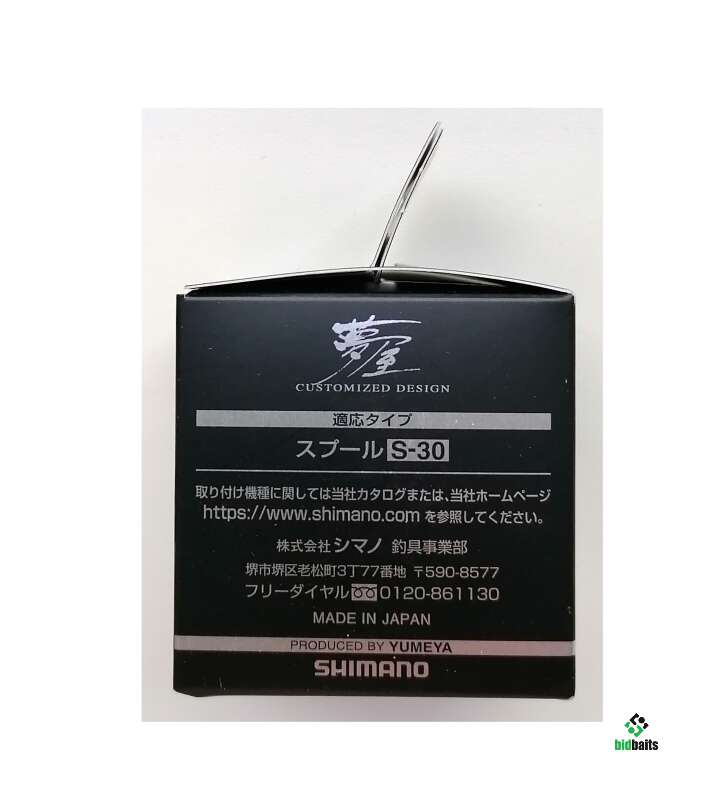 夢屋
CUSTOMIZED DESIGN
適応タイプ
スプール S-30
取り付け機種に関しては当社カタログまたは、当社ホームページ
https://www.shimano.com を参照してください。
株式会社シマノ 釣具事業部
堺市堺区老松町3丁77番地 〒590-8577
フリーダイヤル 0120-861130
MADE IN JAPAN
PRODUCED BY YUMEYA
SHIMANO
bidbaits